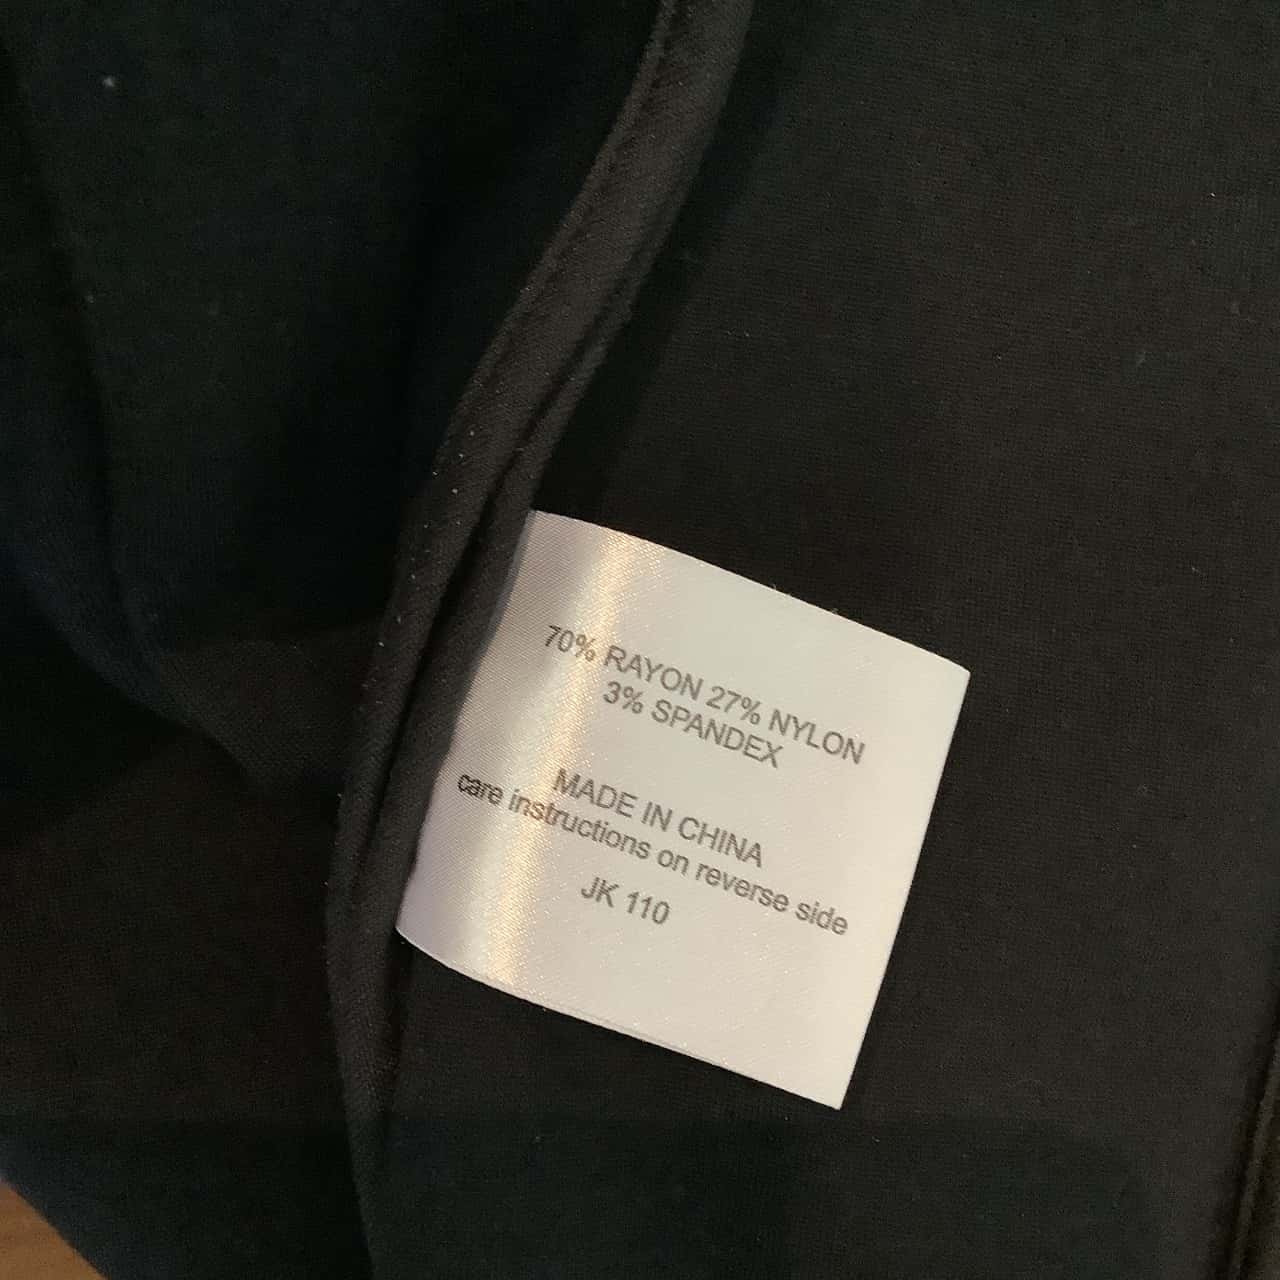 70% RAYON 27% NYLON
3% SPANDEX
MADE IN CHINA
care instructions on reverse side
JK 110